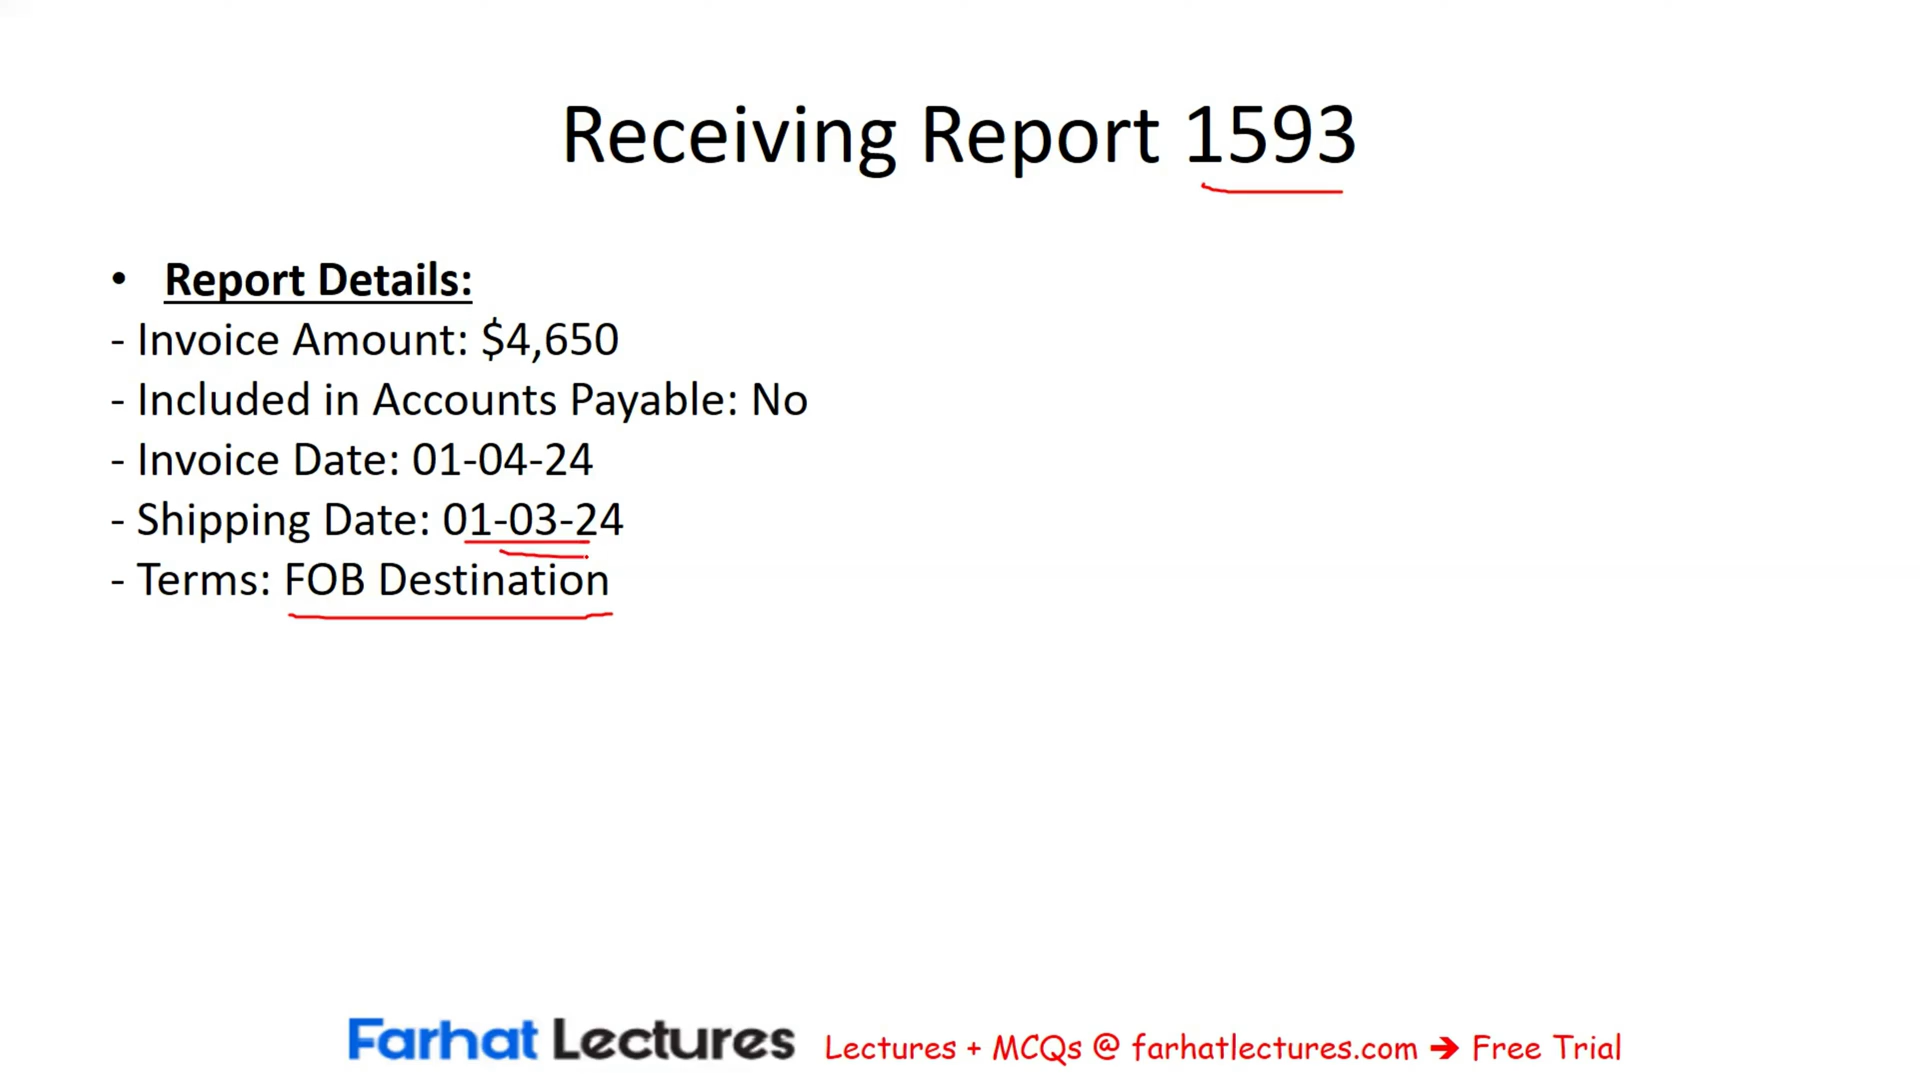 Receiving Report 1593
• Report Details:
- Invoice Amount: $4,650
- Included in Accounts Payable: No
- Invoice Date: 01-04-24
- Shipping Date: 01-03-24
- Terms: FOB Destination
Farhat Lectures Lectures + MCQs @ farhatlectures.com → Free Trial